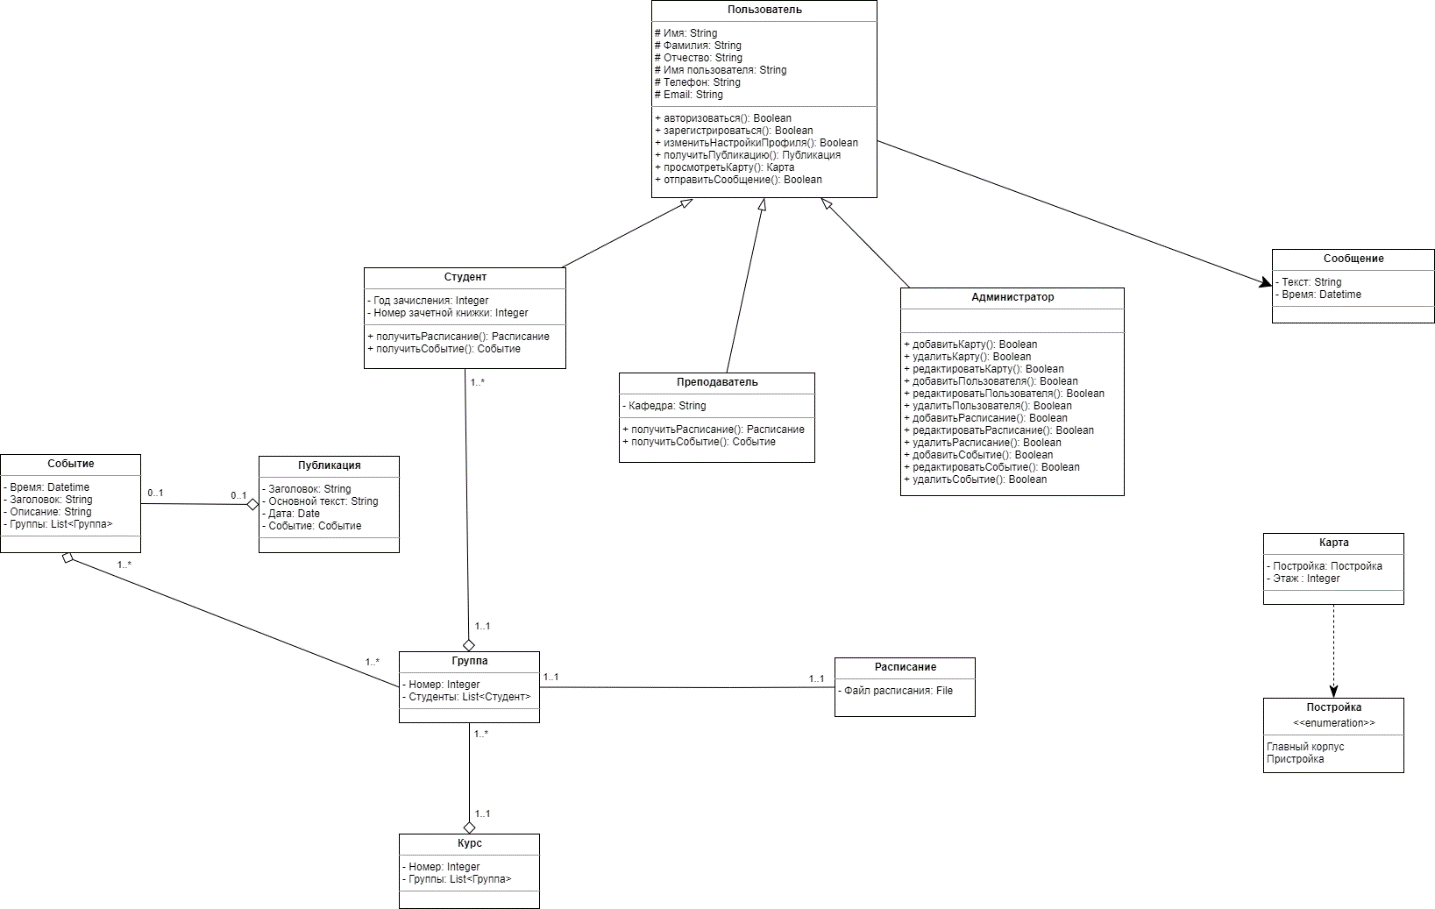 Пользователь
# Имя: String
# Фамилия: String
# Отчество: String
# Имя пользователя: String
# Телефон: String
# Email: String
+ авторизоваться(): Boolean
+ зарегистрироваться(): Boolean
+ изменитьНастройкиПрофиля(): Boolean
+ получитьПубликацию(): Публикация
+ просмотретьКарту(): Карта
+ отправитьСообщение(): Boolean
Сообщение
- Текст: String
- Время: Datetime
Студент
- Год зачисления: Integer
- Номер зачетной книжки: Integer
+ получитьРасписание(): Расписание
+ получитьСобытие(): Событие
1..*
Администратор
+ добавитьКарту(): Boolean
+ удалитьКарту(): Boolean
+ редактироватьКарту(): Boolean
+ добавитьПользователя(): Boolean
+ редактироватьПользователя(): Boolean
+ удалитьПользователя(): Boolean
+ добавитьРасписание(): Boolean
+ редактироватьРасписание(): Boolean
+ удалитьРасписание(): Boolean
+ добавитьСобытие(): Boolean
+ редактироватьСобытие(): Boolean
+ удалитьСобытие(): Boolean
Преподаватель
- Кафедра: String
+ получитьРасписание(): Расписание
+ получитьСобытие(): Событие
Событие
- Время: Datetime
- Заголовок: String
- Описание: String
- Группы: List<Группа>
0..1
0..1
Публикация
- Заголовок: String
- Основной текст: String
- Дата: Date
- Событие: Событие
1..*
1..*
1..1
Карта
- Постройка: Постройка
- Этаж : Integer
Группа
- Номер: Integer
- Студенты: List<Студент>
1..1
1..1
Расписание
- Файл расписания: File
Постройка
<<enumeration>>
Главный корпус
Пристройка
1..*
1..1
Курс
- Номер: Integer
- Группы: List<Группа>